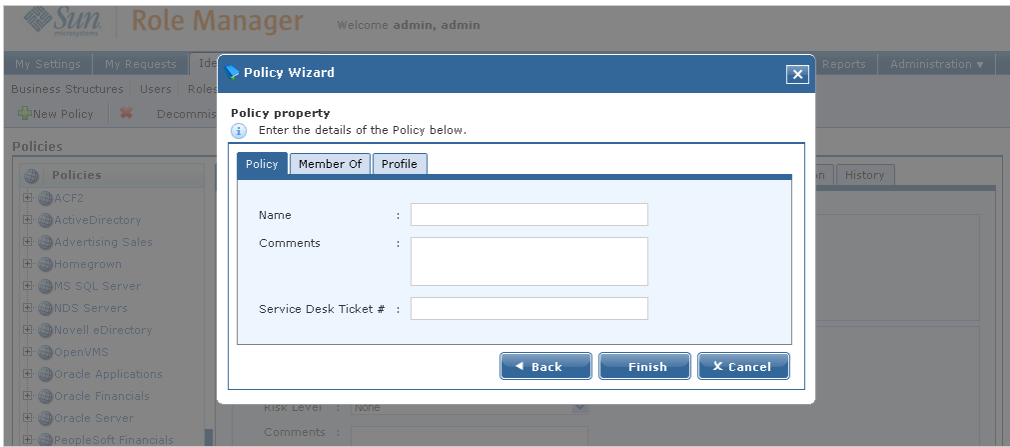 Sun
microsystems
Role Manager
Welcome admin, admin
My Settings My Requests Ide Reports Administration ▾
Business Structures Users Roles
New Policy Decommis
Policies
Policies
ACF2
ActiveDirectory
Advertising Sales
Homegrown
MS SQL Server
NDS Servers
Novell eDirectory
OpenVMS
Oracle Applications
Oracle Financials
Oracle Server
PeopleSoft Financials
Policy Wizard
Policy property
Enter the details of the Policy below.
Policy Member Of Profile
Name :
Comments :
Service Desk Ticket # :
Back Finish X Cancel
on History
Risk Level : None
Comments :